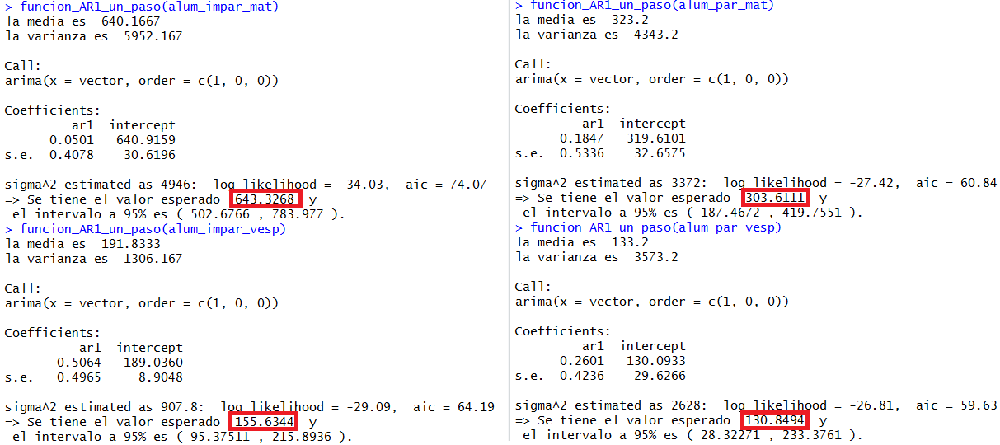 > funcion_AR1_un_paso(alum_impar_mat)
la media es  640.1667
la varianza es  5952.167
Call:
arima(x = vector, order = c(1, 0, 0))
Coefficients:
ar1  intercept
0.0501  640.9159
s.e.  0.4078    30.6196
sigma^2 estimated as 4946:  log likelihood = -34.03,  aic = 74.07
=> Se tiene el valor esperado  643.3268  y
el intervalo a 95% es ( 502.6766 , 783.977 ).
> funcion_AR1_un_paso(alum_impar_vesp)
la media es  191.8333
la varianza es  1306.167
Call:
arima(x = vector, order = c(1, 0, 0))
Coefficients:
ar1  intercept
-0.5064  189.0360
s.e.  0.4965    8.9048
sigma^2 estimated as 907.8:  log likelihood = -29.09,  aic = 64.19
=> Se tiene el valor esperado  155.6344  y
el intervalo a 95% es ( 95.37511 , 215.8936 ).
> funcion_AR1_un_paso(alum_par_mat)
la media es  323.2
la varianza es  4343.2
Call:
arima(x = vector, order = c(1, 0, 0))
Coefficients:
ar1  intercept
0.1847  319.6101
s.e.  0.5336    32.6575
sigma^2 estimated as 3372:  log likelihood = -27.42,  aic = 60.84
=> Se tiene el valor esperado  303.6111  y
el intervalo a 95% es ( 187.4672 , 419.7551 ).
> funcion_AR1_un_paso(alum_par_vesp)
la media es  133.2
la varianza es  3573.2
Call:
arima(x = vector, order = c(1, 0, 0))
Coefficients:
ar1  intercept
0.2601  130.0933
s.e.  0.4236    29.6266
sigma^2 estimated as 2628:  log likelihood = -26.81,  aic = 59.63
=> Se tiene el valor esperado  130.8494  y
el intervalo a 95% es ( 28.32271 , 233.3761 ).